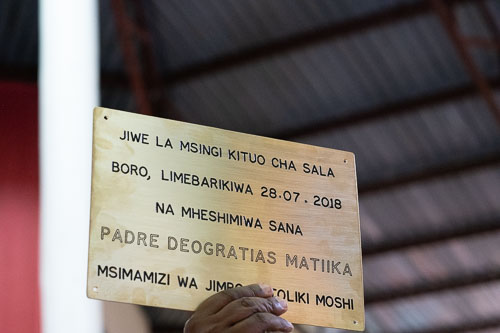 JIWE LA MSINGI KITUO CHA SALA
BORO, LIMEBARIKIWA 28.07.2018
NA MHESHIMIWA SANA
PADRE DEOGRATIAS MATIIKA
MSIMAMIZI WA MOSHI